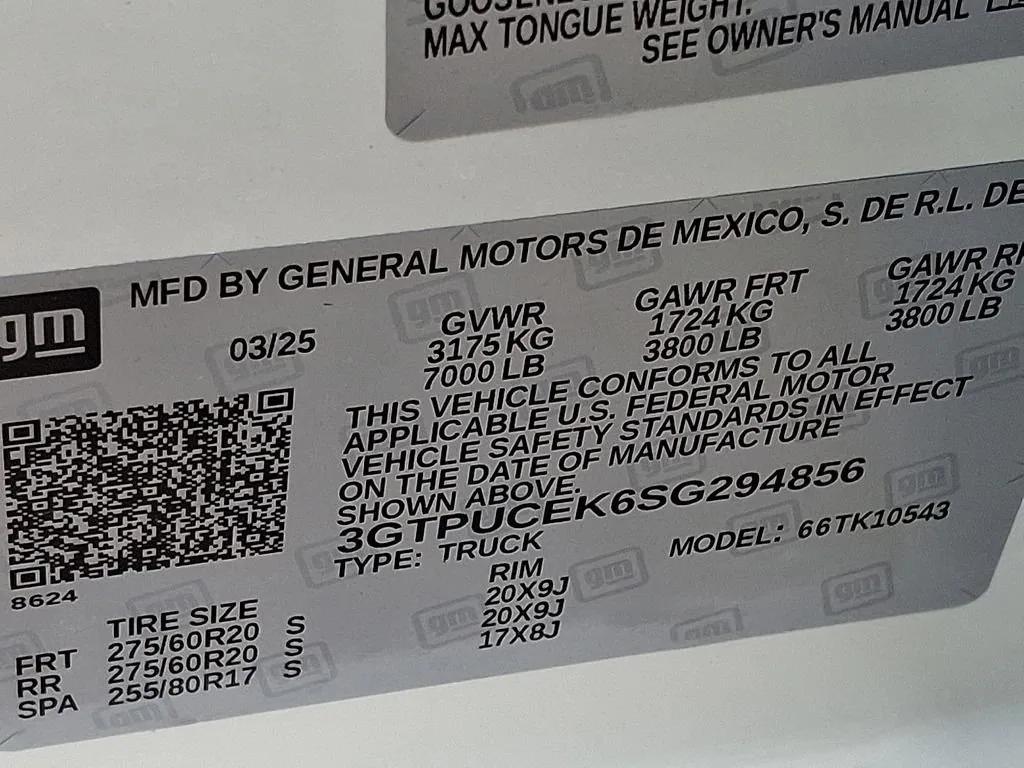 MAX TONGUE WEIGHT:
SEE OWNER'S MANUAL
gm
MFD BY GENERAL MOTORS DE MEXICO, S. DE R.L. DE
03/25
GVWR
3175 KG
7000 LB
GAWR FRT
1724 KG
3800 LB
GAWR
1724 KG
3800 LB
THIS VEHICLE CONFORMS TO ALL
APPLICABLE U.S. FEDERAL MOTOR
VEHICLE SAFETY STANDARDS IN EFFECT
ON THE DATE OF MANUFACTURE
SHOWN ABOVE.
3GTPUCEK6SG294856
TYPE: TRUCK
MODEL: 66TK10543
8624
TIRE SIZE
RIM
FRT 275/60R20 S 20X9J
RR 275/60R20 S 20X9J
SPA 255/80R17 S 17X8J